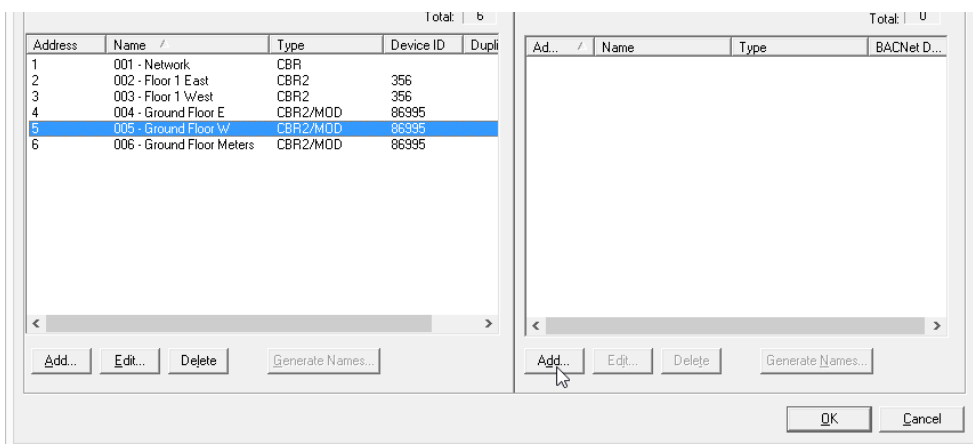 Total: 6
Total: 0
Address Name Type Device ID Dupli
1 001 - Network CBR
2 002 - Floor 1 East CBR2 356
3 003 - Floor 1 West CBR2 356
4 004 - Ground Floor E CBR2/MOD 86995
5 005 - Ground Floor W CBR2/MOD 86995
6 006 - Ground Floor Meters CBR2/MOD 86995
Add... Edit... Delete Generate Names...
Ad... Name Type BACNet D...
Add... Edit... Delete Generate Names...
OK Cancel